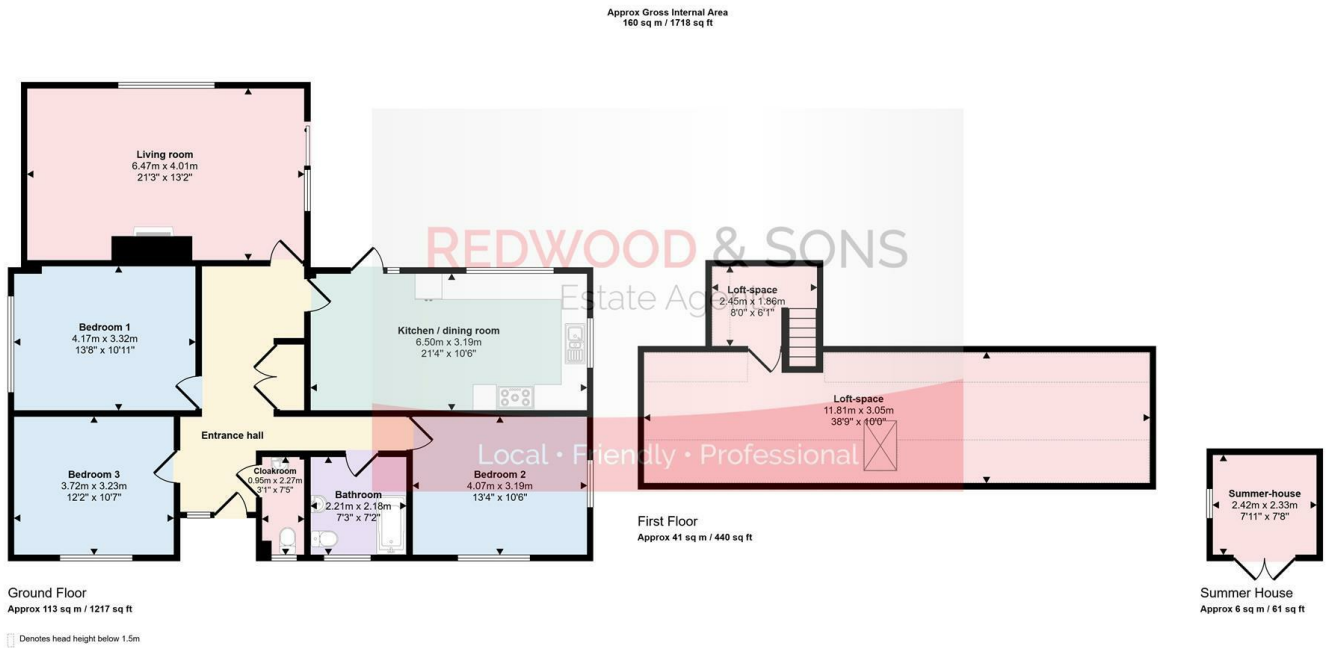 Approx Gross Internal Area
160 sq m / 1718 sq ft
Living room
6.47m x 4.01m
21'3" x 13'2"
REDWOOD & SONS
Estate Agents
Bedroom 1
4.17m x 3.32m
13'8" x 10'11"
Kitchen / dining room
6.50m x 3.19m
21'4" x 10'6"
Loft-space
2.45m x 1.86m
8'0" x 6'1"
Loft-space
11.81m x 3.05m
38'9" x 10'0"
Entrance hall
Local • Friendly • Professional
Bedroom 3
3.72m x 3.23m
12'2" x 10'7"
Cloakroom
0.95m x 2.27m
3'1" x 7'5"
Bathroom
2.21m x 2.18m
7'3" x 7'2"
Bedroom 2
4.07m x 3.19m
13'4" x 10'6"
Summer-house
2.42m x 2.33m
7'11" x 7'8"
First Floor
Approx 41 sq m / 440 sq ft
Ground Floor
Approx 113 sq m / 1217 sq ft
Summer House
Approx 6 sq m / 61 sq ft
Denotes head height below 1.5m